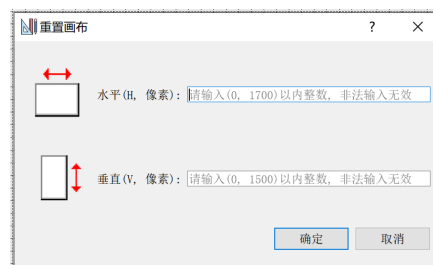 重置画布
水平(H, 像素): 请输入(0, 1700)以内整数, 非法输入无效
垂直(V, 像素): 请输入(0, 1500)以内整数, 非法输入无效
确定 取消